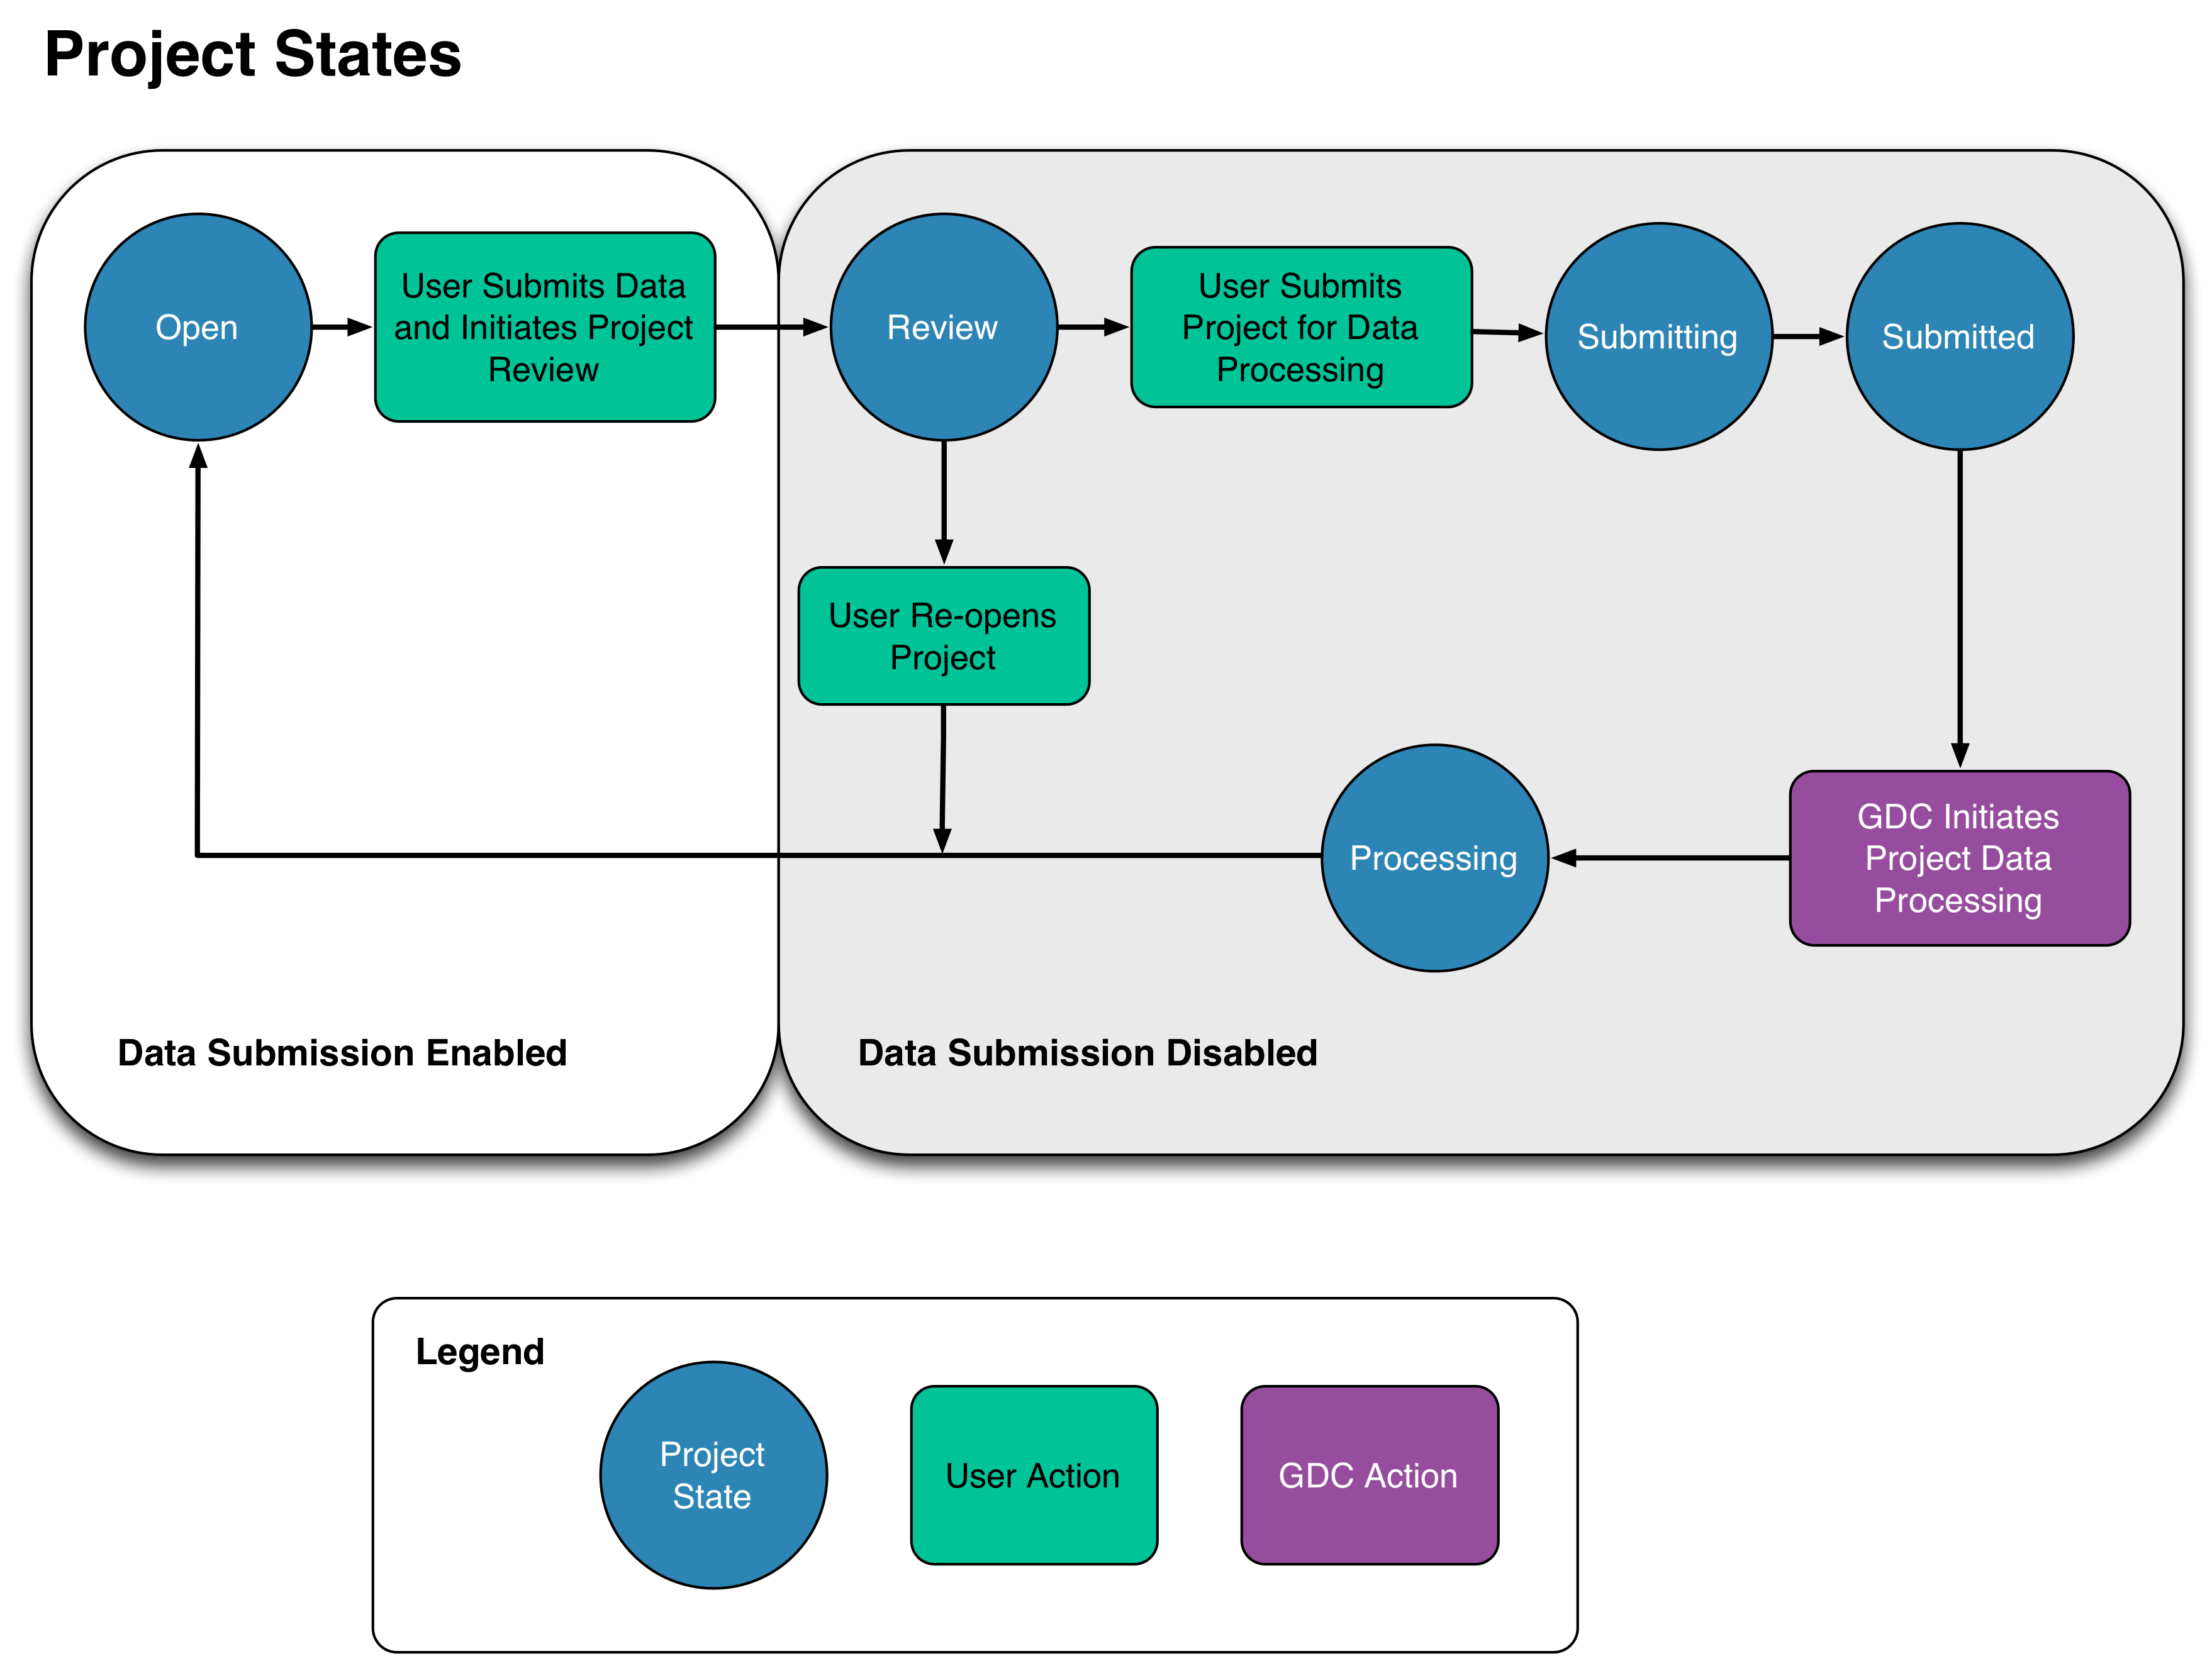 Project States
Open
User Submits Data
and Initiates Project
Review
Review
User Submits
Project for Data
Processing
Submitting
Submitted
User Re-opens
Project
Processing
GDC Initiates
Project Data
Processing
Data Submission Enabled
Data Submission Disabled
Legend
Project
State
User Action
GDC Action